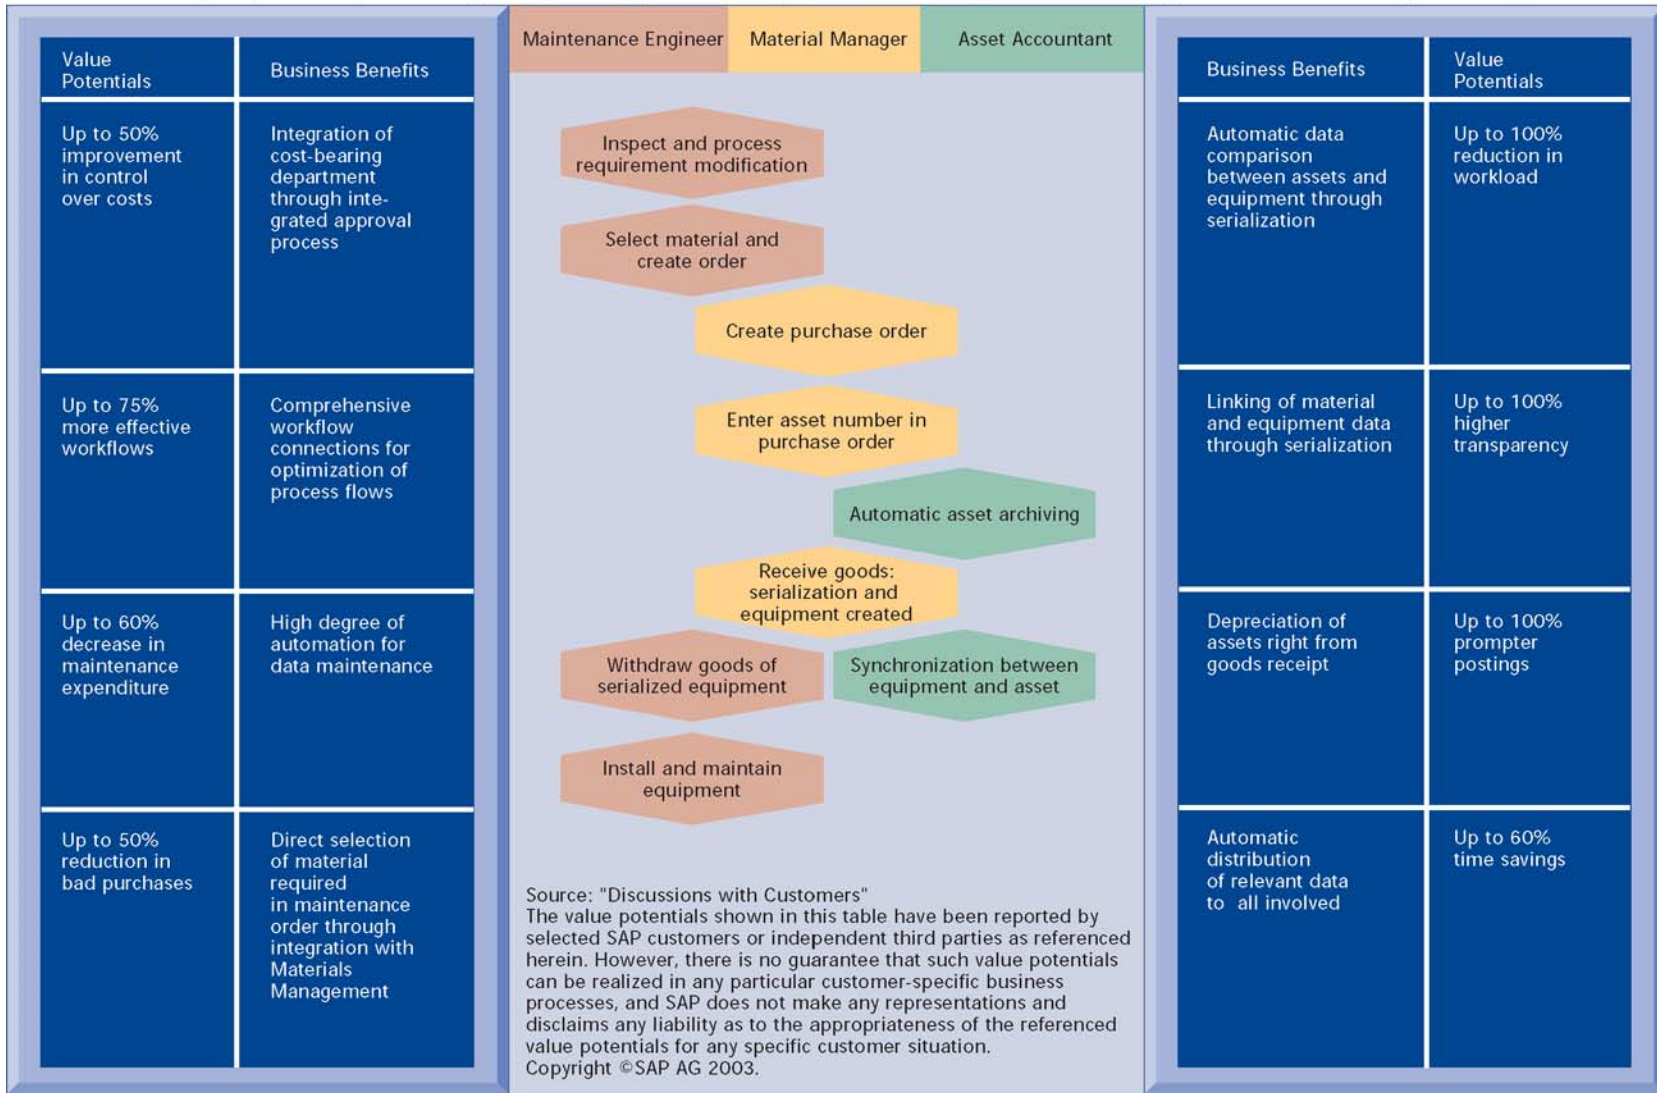 Value
Potentials
Business Benefits
Up to 50%
improvement
in control
over costs
Integration of
cost-bearing
department
through inte-
grated approval
process
Up to 75%
more effective
workflows
Comprehensive
workflow
connections for
optimization of
process flows
Up to 60%
decrease in
maintenance
expenditure
High degree of
automation for
data maintenance
Up to 50%
reduction in
bad purchases
Direct selection
of material
required
in maintenance
order through
integration with
Materials
Management
Maintenance Engineer
Material Manager
Asset Accountant
Inspect and process
requirement modification
Select material and
create order
Create purchase order
Enter asset number in
purchase order
Automatic asset archiving
Receive goods:
serialization and
equipment created
Withdraw goods of
serialized equipment
Synchronization between
equipment and asset
Install and maintain
equipment
Source: "Discussions with Customers"
The value potentials shown in this table have been reported by
selected SAP customers or independent third parties as referenced
herein. However, there is no guarantee that such value potentials
can be realized in any particular customer-specific business
processes, and SAP does not make any representations and
disclaims any liability as to the appropriateness of the referenced
value potentials for any specific customer situation.
Copyright ©SAP AG 2003.
Business Benefits
Value
Potentials
Automatic data
comparison
between assets and
equipment through
serialization
Up to 100%
reduction in
workload
Linking of material
and equipment data
through serialization
Up to 100%
higher
transparency
Depreciation of
assets right from
goods receipt
Up to 100%
prompter
postings
Automatic
distribution
of relevant data
to all involved
Up to 60%
time savings